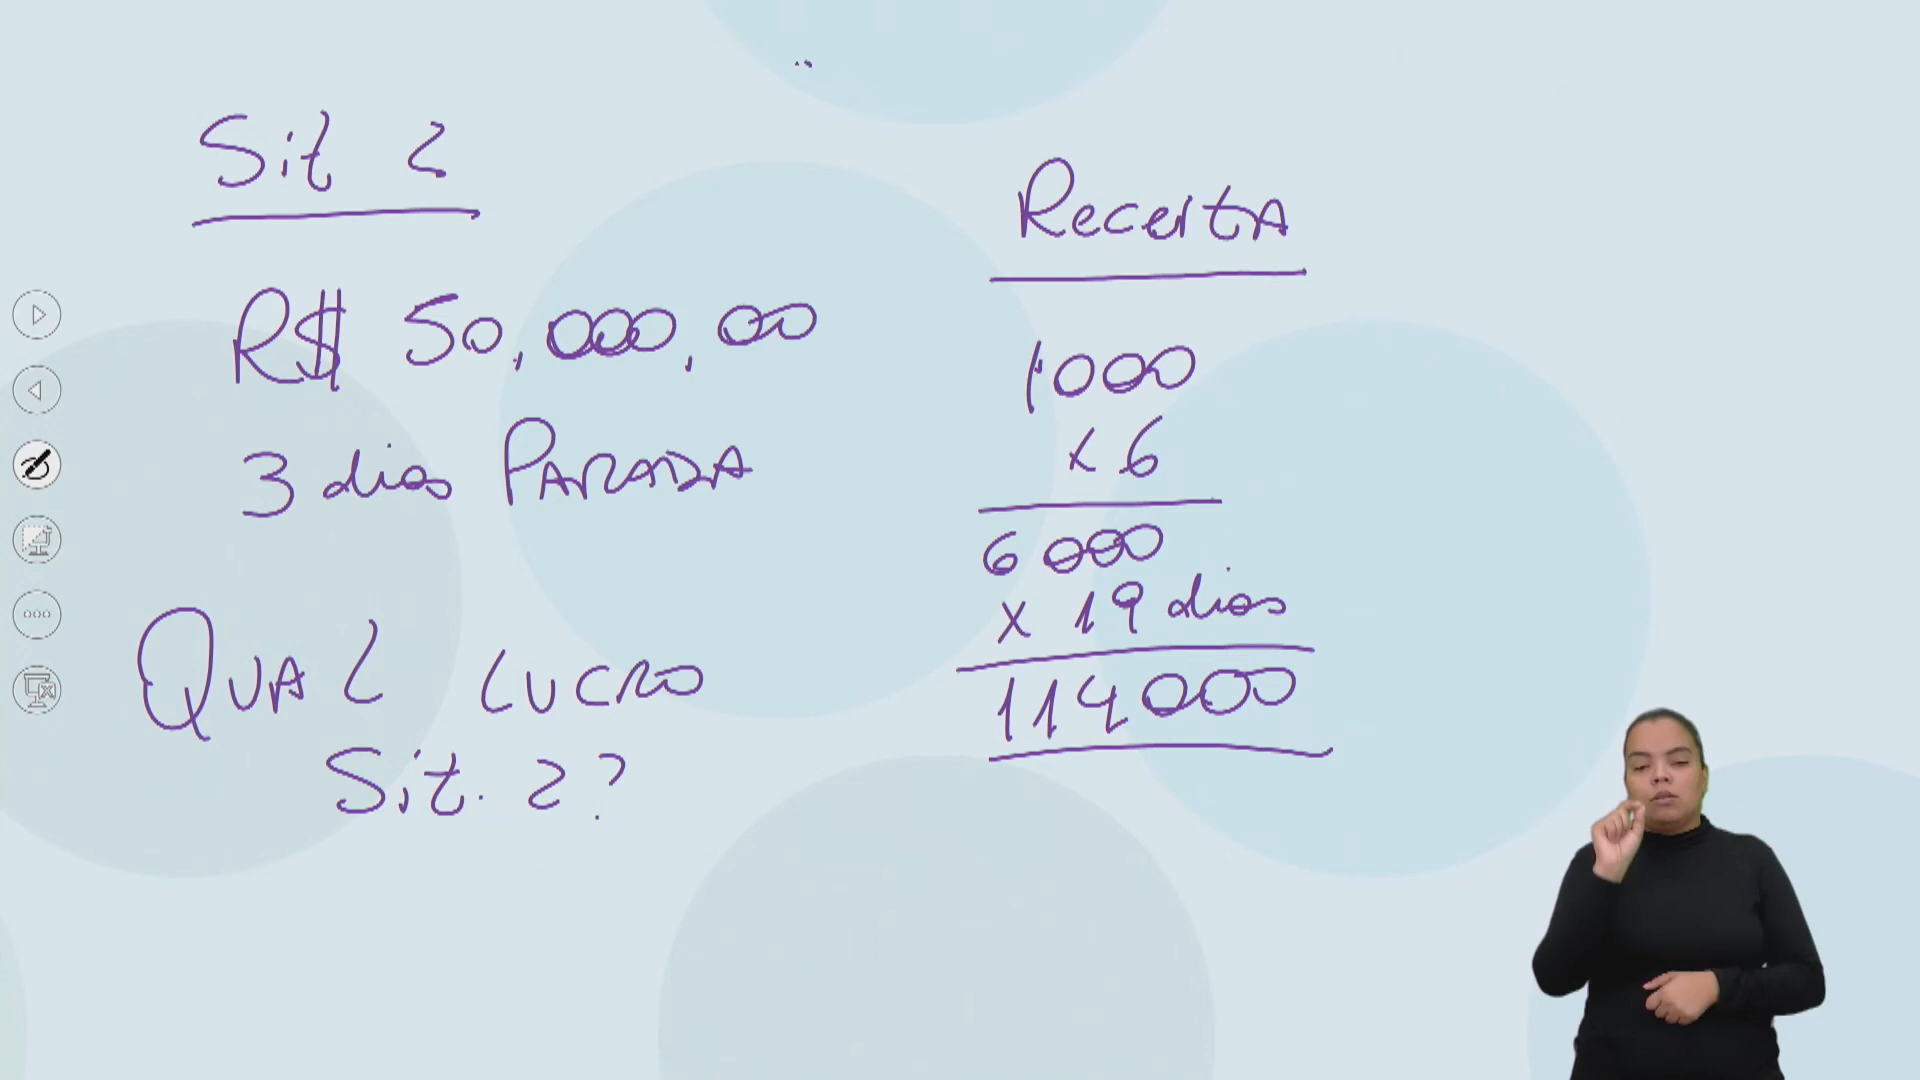 Sit 2
R$ 50,000,00
3 dias PARADA
QUAL LUCRO
Sit. 2?
ReceitA
1000
x 6
6000
x 19 dias
114000